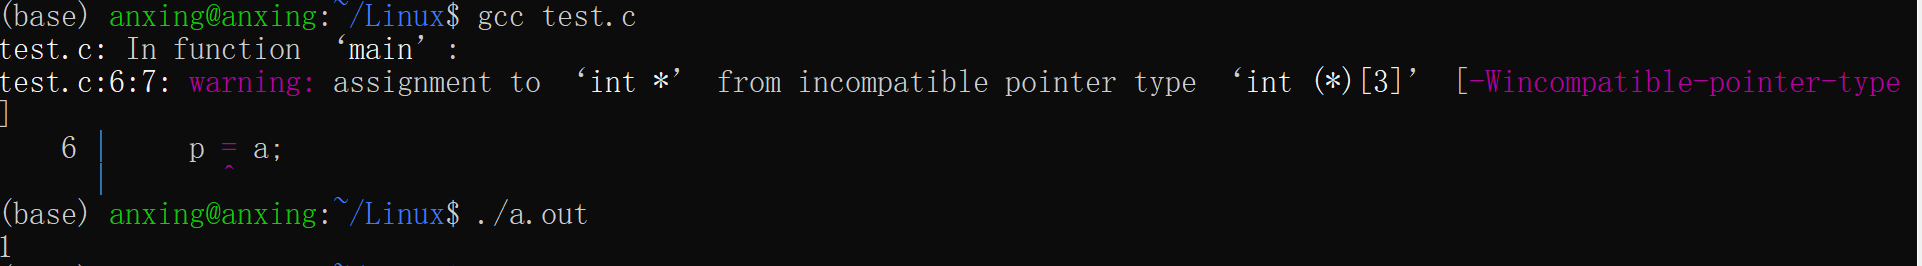 (base) anxing@anxing:~/Linux$ gcc test.c
test.c: In function ‘main’:
test.c:6:7: warning: assignment to ‘int *’ from incompatible pointer type ‘int (*)[3]’ [-Wincompatible-pointer-type
]
6 | p = a;
| ^
(base) anxing@anxing:~/Linux$ ./a.out
1